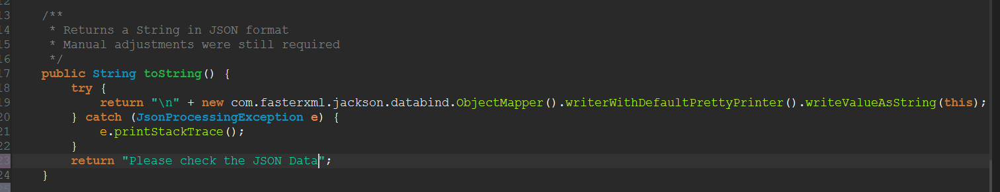 12
13 /**
14 * Returns a String in JSON format
15 * Manual adjustments were still required
16 */
17 public String toString() {
18 try {
19 return "\n" + new com.fasterxml.jackson.databind.ObjectMapper().writerWithDefaultPrettyPrinter().writeValueAsString(this);
20 } catch (JsonProcessingException e) {
21 e.printStackTrace();
22 }
23 return "Please check the JSON Data";
24 }
25